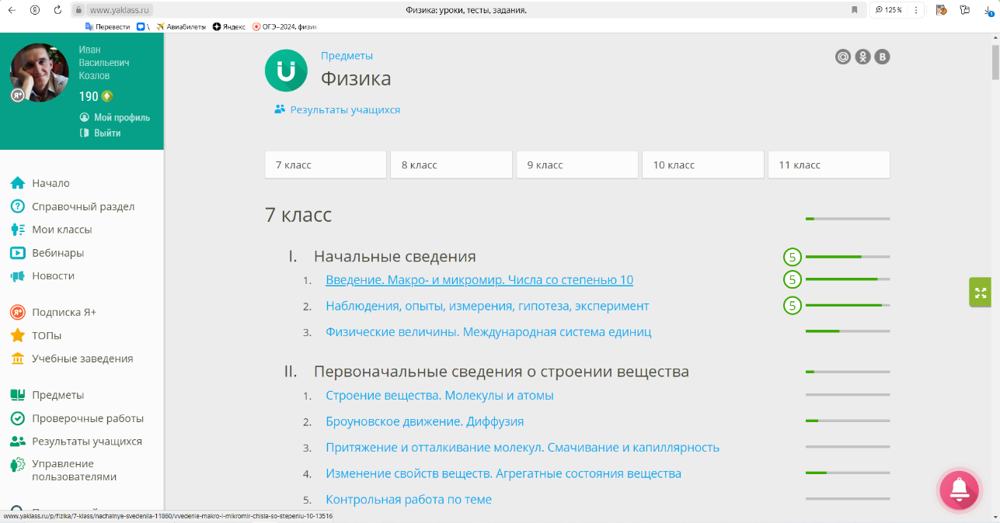 www.yaklass.ru
Физика: уроки, тесты, задания.
125 %
Перевести
\
Авиабилеты
Яндекс
ОГЭ–2024, физик
Иван
Васильевич
Козлов
190
Я+
Мой профиль
Выйти
Начало
Справочный раздел
Мои классы
Вебинары
Новости
Подписка Я+
ТОПы
Учебные заведения
Предметы
Проверочные работы
Результаты учащихся
Управление
пользователями
Предметы
Физика
Результаты учащихся
7 класс
8 класс
9 класс
10 класс
11 класс
7 класс
I. Начальные сведения 5
1. Введение. Макро- и микромир. Числа со степенью 10 5
2. Наблюдения, опыты, измерения, гипотеза, эксперимент 5
3. Физические величины. Международная система единиц
II. Первоначальные сведения о строении вещества
1. Строение вещества. Молекулы и атомы
2. Броуновское движение. Диффузия
3. Притяжение и отталкивание молекул. Смачивание и капиллярность
4. Изменение свойств веществ. Агрегатные состояния вещества
5. Контрольная работа по теме
www.yaklass.ru/p/fizika/7-klass/nachalnye-svedeniia-11860/vvedenie-makro-i-mikromir-chisla-so-stepeniu-10-13516